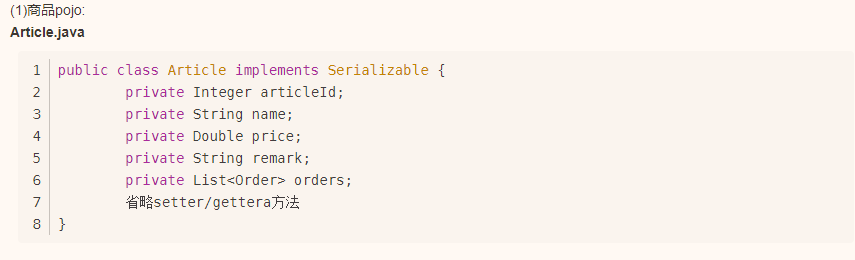 (1)商品pojo:
Article.java
1 public class Article implements Serializable {
2 private Integer articleId;
3 private String name;
4 private Double price;
5 private String remark;
6 private List<Order> orders;
7 省略setter/gettera方法
8 }